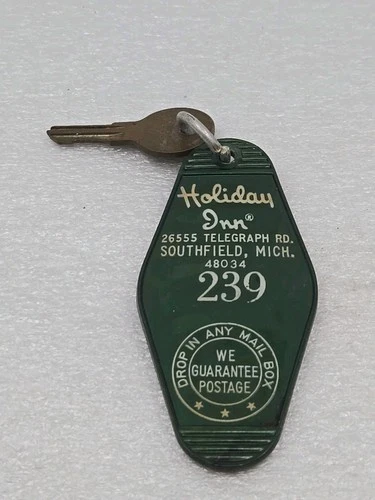 Holiday
Inn®
26555 TELEGRAPH RD.
SOUTHFIELD, MICH.
48034
239
DROP IN ANY MAIL BOX
WE
GUARANTEE
POSTAGE